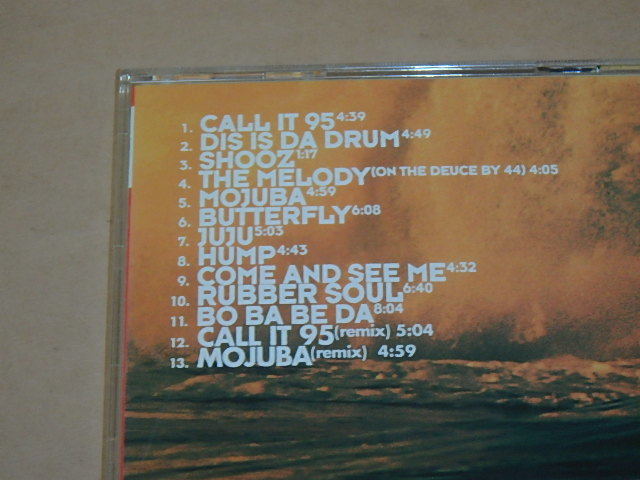 1. CALL IT 95 4:39
2. DIS IS DA DRUM 4:49
3. SHOOZ 1:17
4. THE MELODY (ON THE DEUCE BY 44) 4:05
5. MOJUBA 4:59
6. BUTTERFLY 6:08
7. JUJU 5:03
8. HUMP 4:43
9. COME AND SEE ME 4:32
10. RUBBER SOUL 6:40
11. BO BA BE DA 8:04
12. CALL IT 95 (remix) 5:04
13. MOJUBA (remix) 4:59